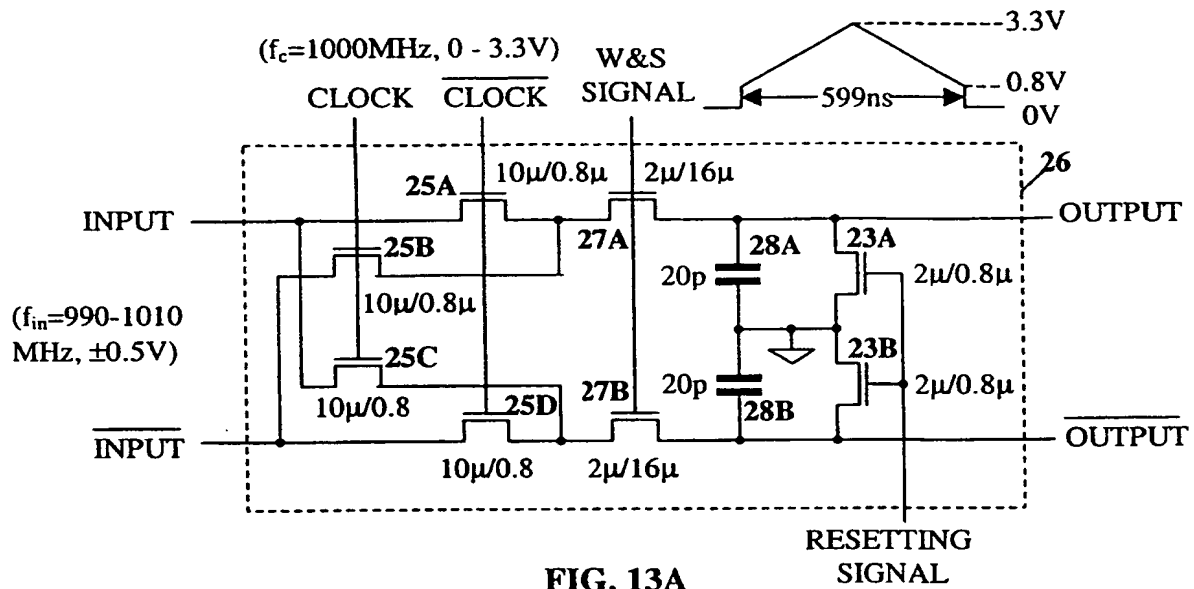 (fc=1000MHz, 0 - 3.3V)
CLOCK
CLOCK
W&S
SIGNAL
3.3V
0.8V
0V
599ns
26
25A
10µ/0.8µ
2µ/16µ
27A
INPUT
OUTPUT
25B
10µ/0.8µ
28A
20p
23A
2µ/0.8µ
(fin=990-1010
MHz, ±0.5V)
25C
10µ/0.8
25D
10µ/0.8
27B
2µ/16µ
20p
28B
23B
2µ/0.8µ
INPUT
OUTPUT
RESETTING
SIGNAL
FIG. 13A